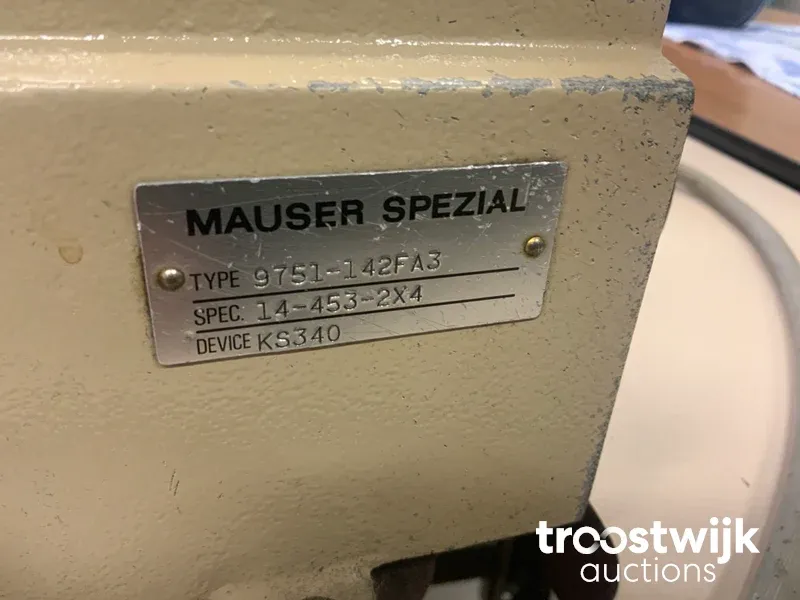 MAUSER SPEZIAL
TYPE 9751-142FA3
SPEC. 14-453-2X4
DEVICE KS340
troostwijk
auctions